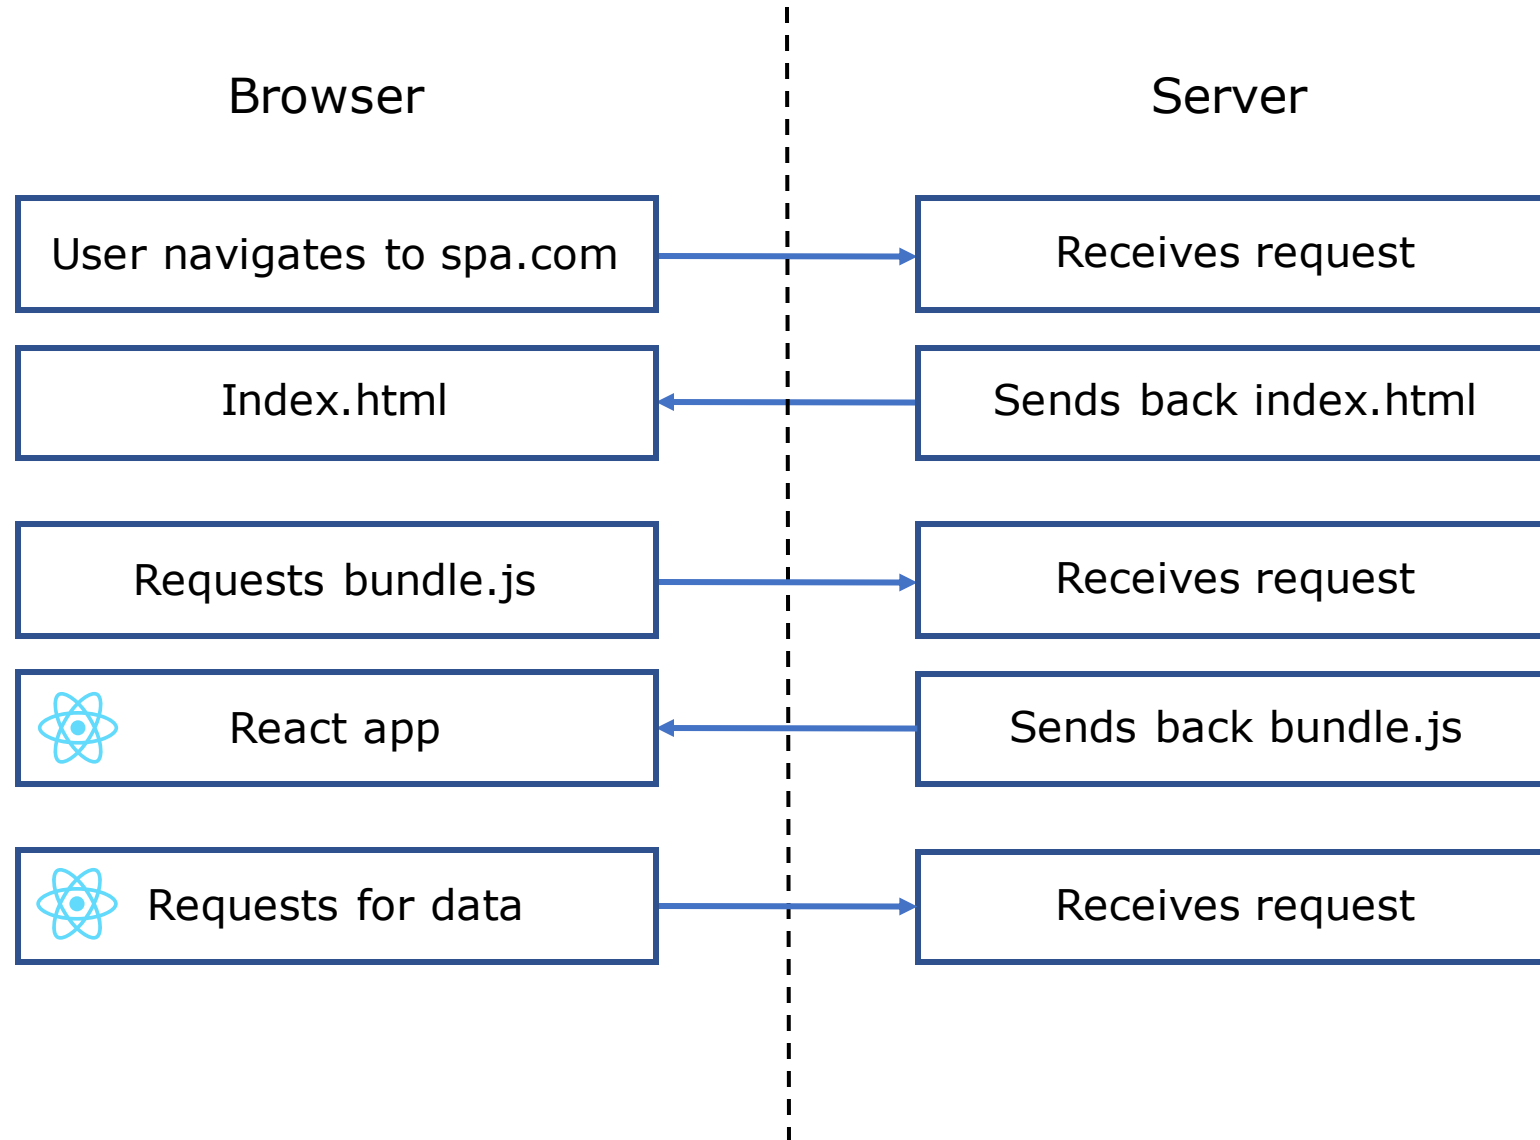 Browser
Server
User navigates to spa.com
Receives request
Index.html
Sends back index.html
Requests bundle.js
Receives request
React app
Sends back bundle.js
Requests for data
Receives request